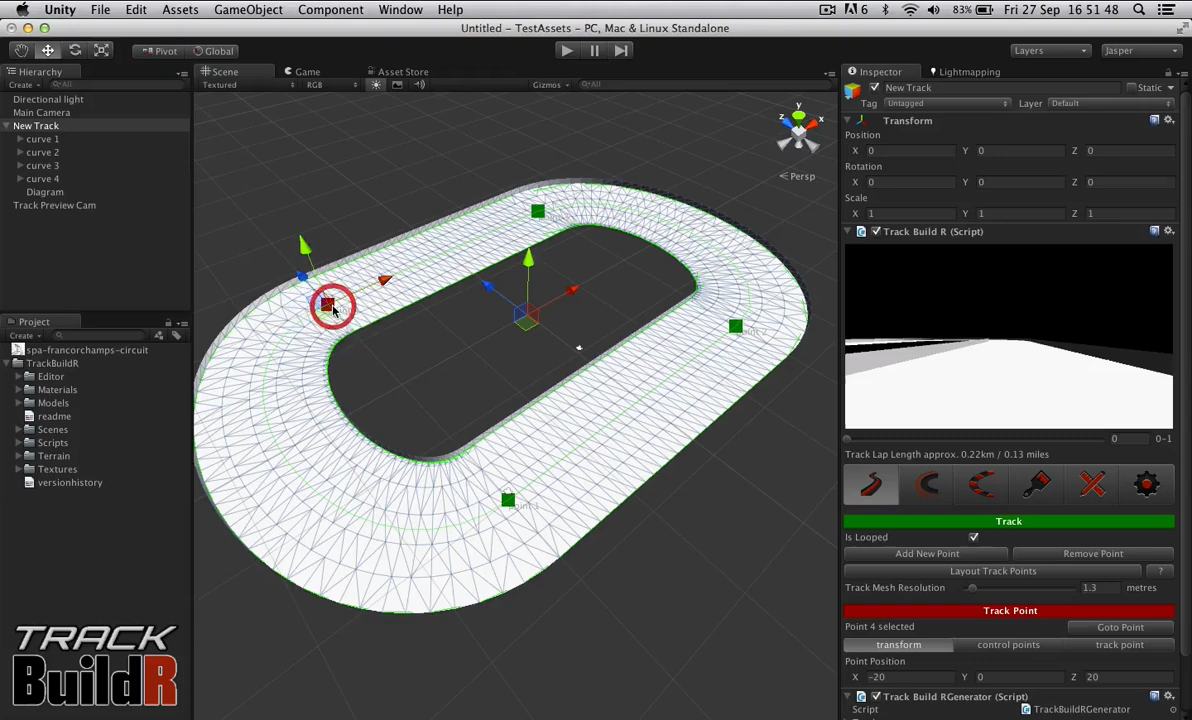 Unity File Edit Assets GameObject Component Window Help 6 83% Fri 27 Sep 16 51 48
Untitled - TestAssets - PC, Mac & Linux Standalone
Pivot Global Layers Jasper
Hierarchy Scene Game Asset Store Inspector Lightmapping
Create All Textured RGB Gizmos All New Track Static
Tag Untagged Layer Default
Directional light
Main Camera
New Track
curve 1
curve 2
curve 3
curve 4
Diagram
Track Preview Cam
y
z
x
Persp
Transform
Position
X 0 Y 0 Z 0
Rotation
X 0 Y 0 Z 0
Scale
X 1 Y 1 Z 1
Track Build R (Script)
Project
Create
spa-francorchamps-circuit
TrackBuildR
Editor
Materials
Models
readme
Scenes
Scripts
Terrain
Textures
versionhistory
TRACK
BuildR
0 0-1
Track Lap Length approx. 0.22km / 0.13 miles
Track
Is Looped
Add New Point Remove Point
Layout Track Points ?
Track Mesh Resolution 1.3 metres
Track Point
Point 4 selected Goto Point
transform control points track point
Point Position
X -20 Y 0 Z 20
Track Build RGenerator (Script)
Script TrackBuildRGenerator